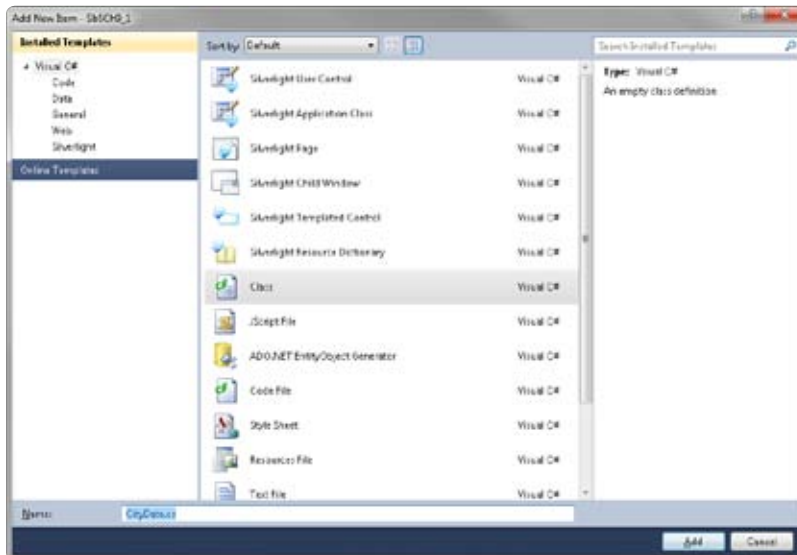 Add New Item - SbSCH9_1
Installed Templates
Visual C#
Code
Data
General
Web
Silverlight
Online Templates
Sort by: Default
Silverlight User Control Visual C#
Silverlight Application Class Visual C#
Silverlight Page Visual C#
Silverlight Child Window Visual C#
Silverlight Templated Control Visual C#
Silverlight Resource Dictionary Visual C#
Class Visual C#
JScript File Visual C#
ADO.NET EntityObject Generator Visual C#
Code File Visual C#
Style Sheet Visual C#
Resources File Visual C#
Text File Visual C#
Search Installed Templates
Type: Visual C#
An empty class definition
Name: CityData.cs
Add Cancel